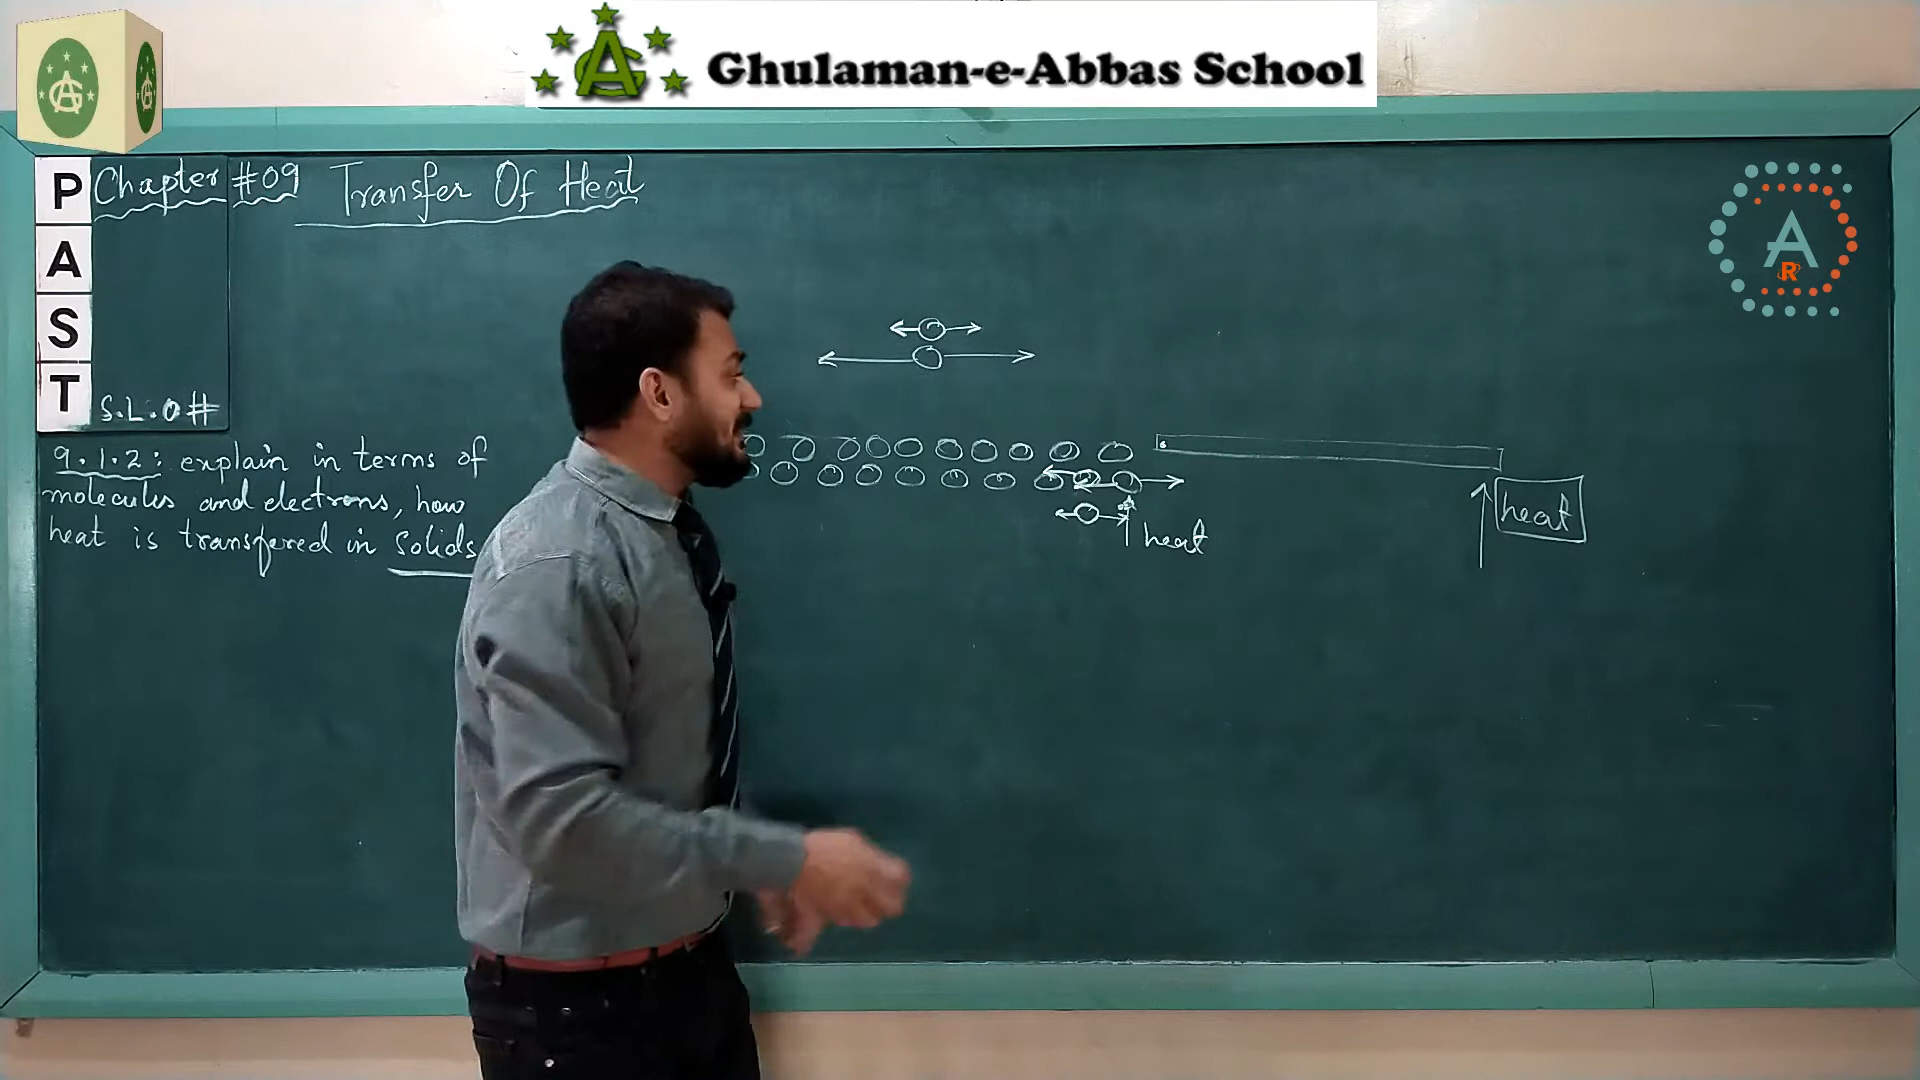 Ghulaman-e-Abbas School
P
A
S
T
Chapter #09 Transfer Of Heat
S.L.O#
9.1.2: explain in terms of
molecules and electrons, how
heat is transfered in solids
heat
heat
A
R